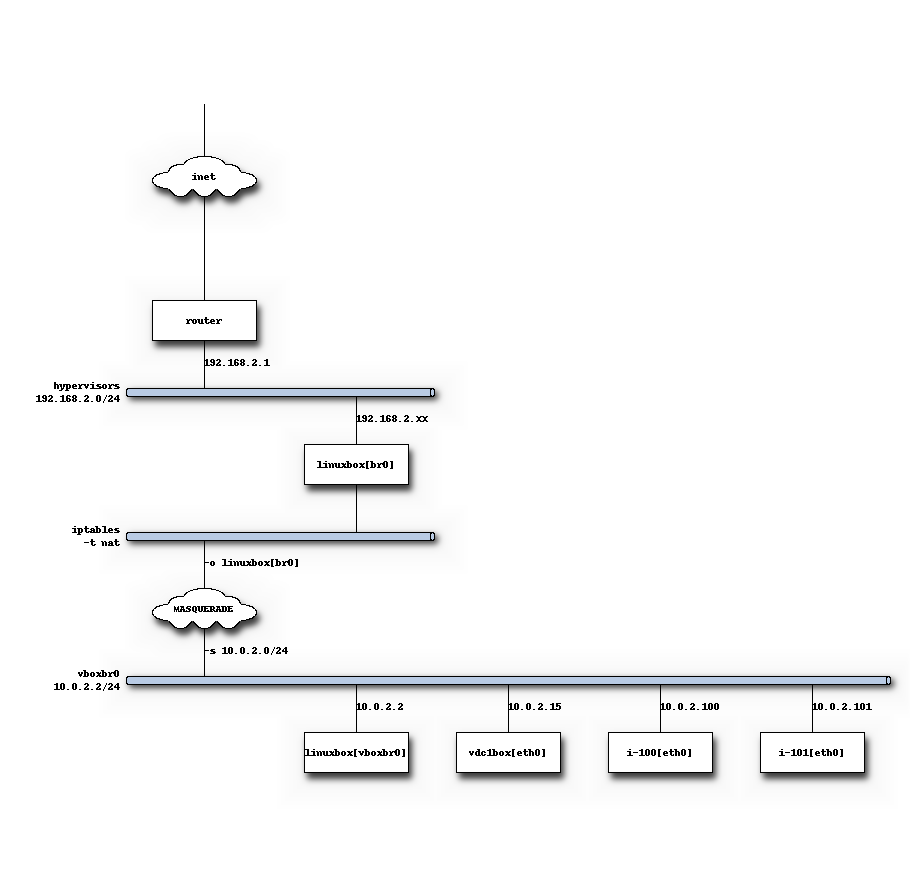 inet
router
192.168.2.1
hypervisors
192.168.2.0/24
192.168.2.xx
linuxbox[br0]
iptables
-t nat
-o linuxbox[br0]
MASQUERADE
-s 10.0.2.0/24
vboxbr0
10.0.2.2/24
10.0.2.2
10.0.2.15
10.0.2.100
10.0.2.101
linuxbox[vboxbr0]
vdc1box[eth0]
i-100[eth0]
i-101[eth0]